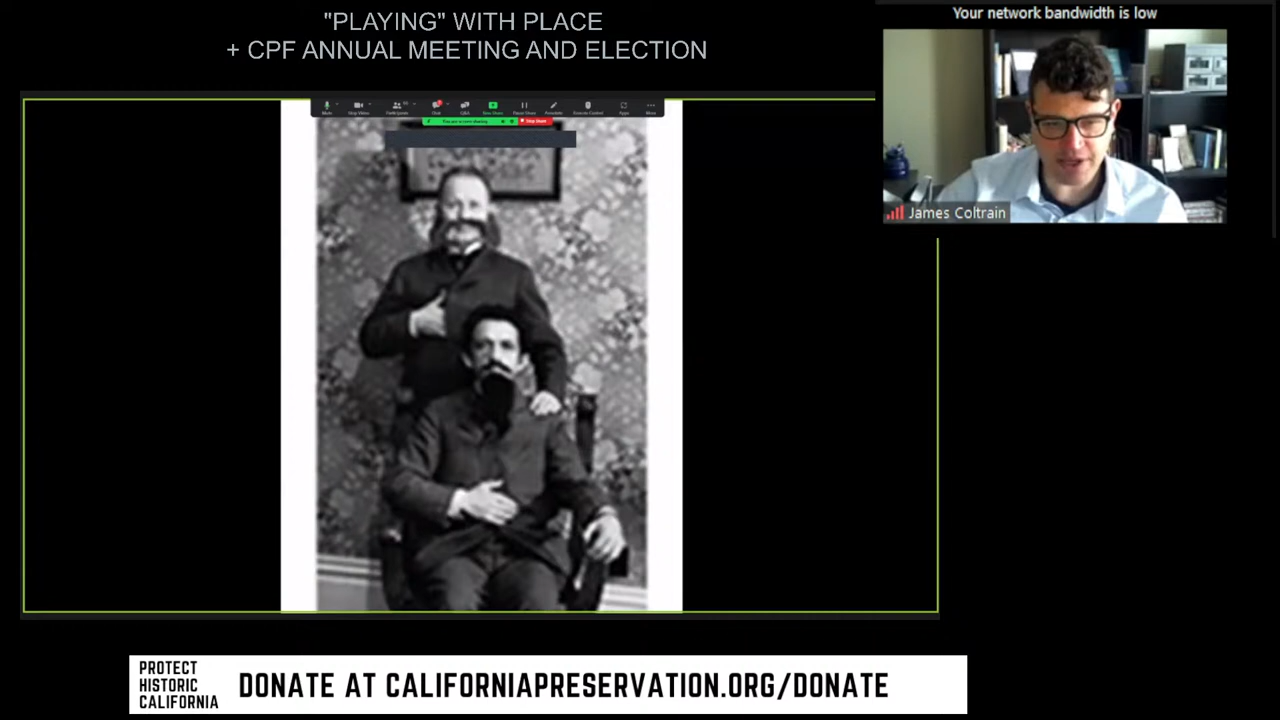 "PLAYING" WITH PLACE
+ CPF ANNUAL MEETING AND ELECTION
Your network bandwidth is low
James Coltrain
PROTECT
HISTORIC
CALIFORNIA
DONATE AT CALIFORNIAPRESERVATION.ORG/DONATE